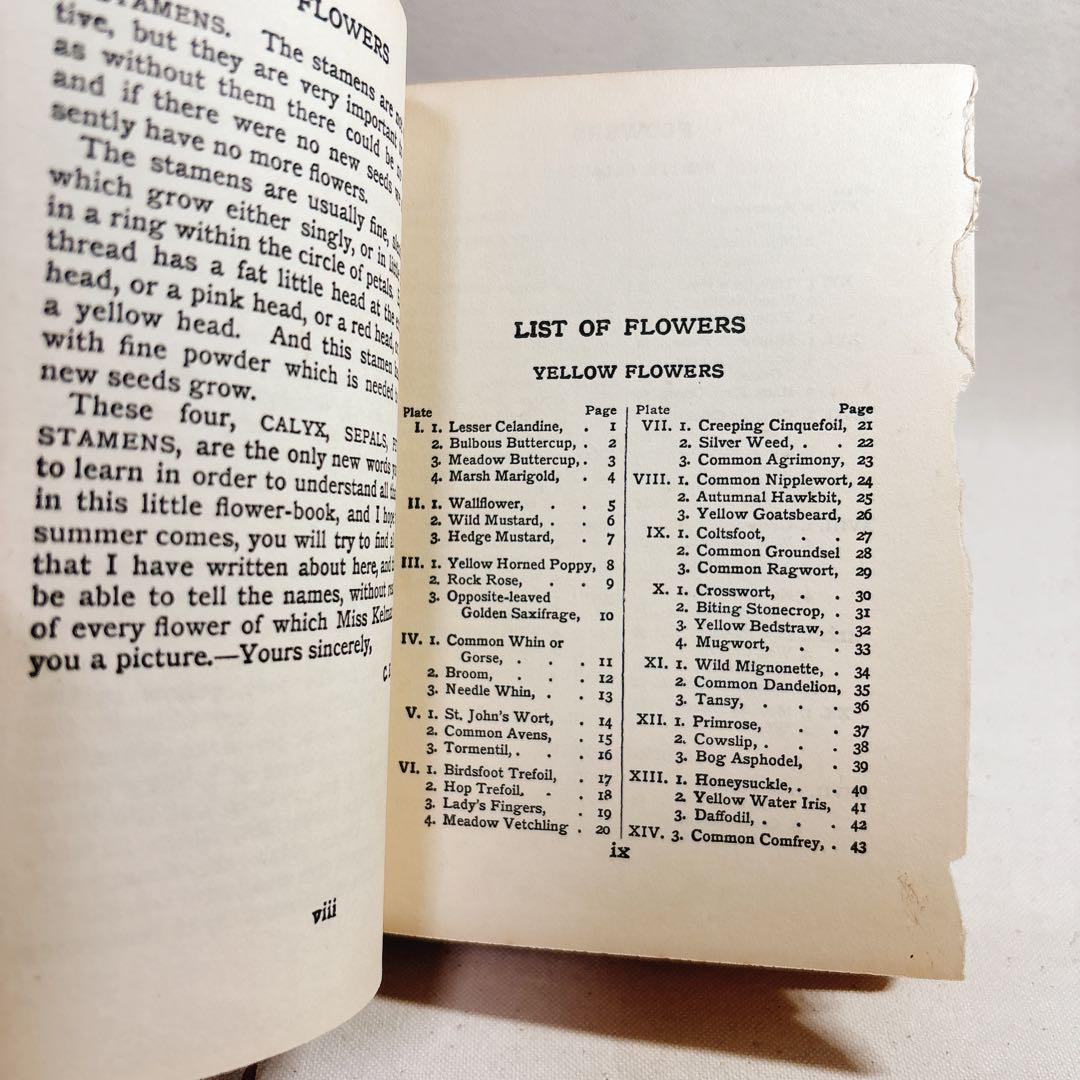 FLOWERS
STAMENS. The stamens are
tive, but they are very important
as without them there could be
and if there were no new seeds
sently have no more flowers.
The stamens are usually fine,
which grow either singly, or in
in a ring within the circle of petals.
thread has a fat little head at the
head, or a pink head, or a red head,
a yellow head. And this stamen
with fine powder which is needed
new seeds grow.
These four, CALYX, SEPALS,
STAMENS, are the only new words
to learn in order to understand all
in this little flower-book, and I hope
summer comes, you will try to find
that I have written about here, and
be able to tell the names, without
of every flower of which Miss
you a picture.—Yours sincerely,
viii
LIST OF FLOWERS
YELLOW FLOWERS
Plate Page
I. 1. Lesser Celandine, . 1
2. Bulbous Buttercup, . 2
3. Meadow Buttercup, . 3
4. Marsh Marigold, . 4
II. 1. Wallflower, . . 5
2. Wild Mustard, . . 6
3. Hedge Mustard, . 7
III. 1. Yellow Horned Poppy, 8
2. Rock Rose, . . 9
3. Opposite-leaved
Golden Saxifrage, 10
IV. 1. Common Whin or
Gorse, . . . 11
2. Broom, . . . 12
3. Needle Whin, . . 13
V. 1. St. John's Wort, . 14
2. Common Avens, . 15
3. Tormentil, . . 16
VI. 1. Birdsfoot Trefoil, . 17
2. Hop Trefoil, . . 18
3. Lady's Fingers, . 19
4. Meadow Vetchling . 20
Plate Page
VII. 1. Creeping Cinquefoil, 21
2. Silver Weed, . . 22
3. Common Agrimony, 23
VIII. 1. Common Nipplewort, 24
2. Autumnal Hawkbit, 25
3. Yellow Goatsbeard, 26
IX. 1. Coltsfoot, . . 27
2. Common Groundsel 28
3. Common Ragwort, 29
X. 1. Crosswort, . . 30
2. Biting Stonecrop, . 31
3. Yellow Bedstraw, . 32
4. Mugwort, . . 33
XI. 1. Wild Mignonette, . 34
2. Common Dandelion, 35
3. Tansy, . . . 36
XII. 1. Primrose, . . 37
2. Cowslip, . . . 38
3. Bog Asphodel, . 39
XIII. 1. Honeysuckle, . . 40
2. Yellow Water Iris, 41
3. Daffodil, . . . 42
XIV. 3. Common Comfrey, . 43
ix